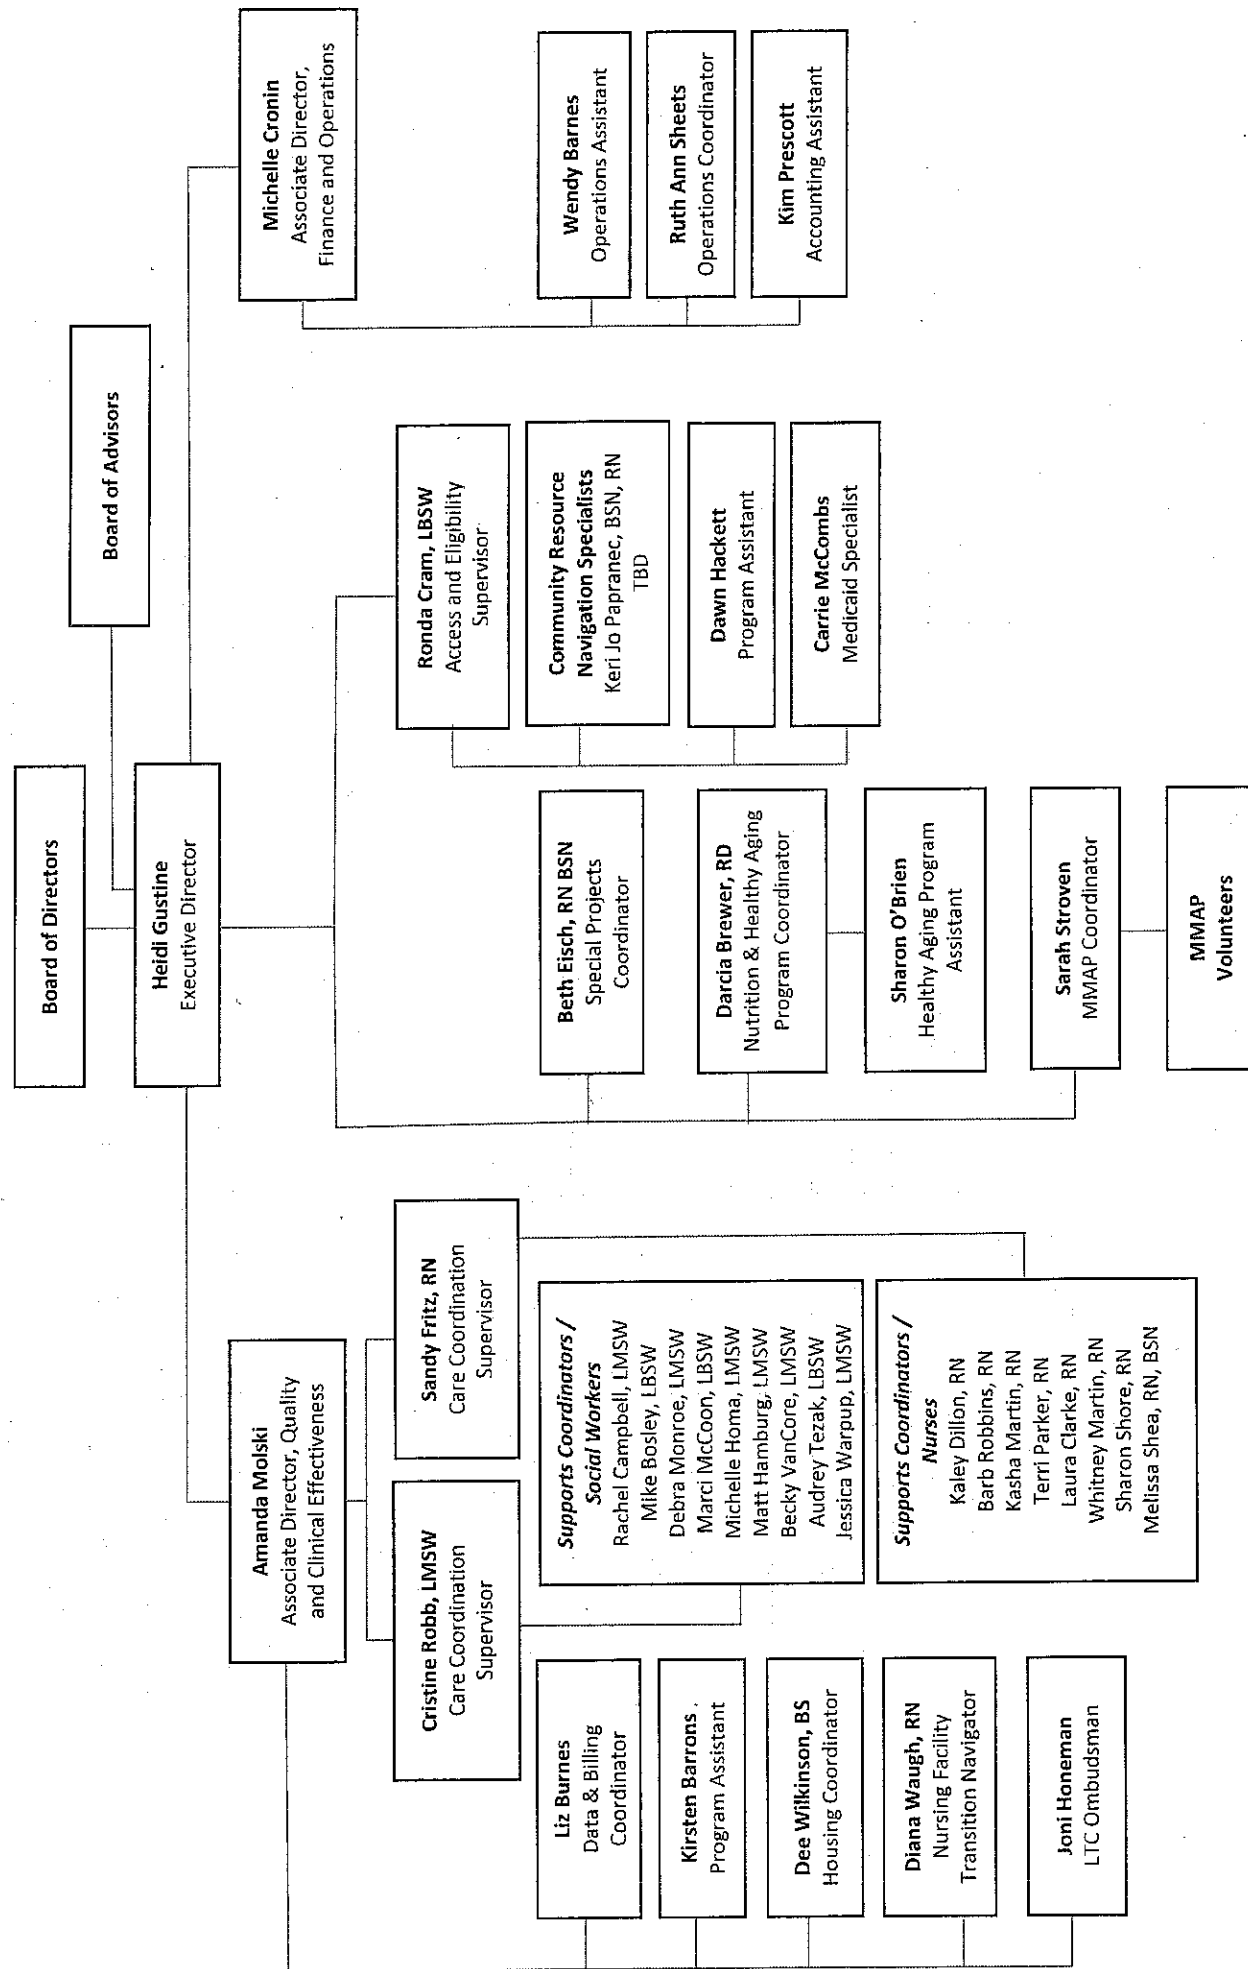 Board of Directors
Board of Advisors
Heidi Gustine
Executive Director
Amanda Molski
Associate Director, Quality
and Clinical Effectiveness
Michelle Cronin
Associate Director,
Finance and Operations
Cristine Robb, LMSW
Care Coordination
Supervisor
Sandy Fritz, RN
Care Coordination
Supervisor
Ronda Cram, LBSW
Access and Eligibility
Supervisor
Liz Burnes
Data & Billing
Coordinator
Kirsten Barrons
Program Assistant
Dee Wilkinson, BS
Housing Coordinator
Diana Waugh, RN
Nursing Facility
Transition Navigator
Joni Honeman
LTC Ombudsman
Supports Coordinators /
Social Workers
Rachel Campbell, LMSW
Mike Bosley, LBSW
Debra Monroe, LMSW
Marci McCoon, LBSW
Michelle Homa, LMSW
Matt Hamburg, LMSW
Becky VanCore, LMSW
Audrey Tezak, LBSW
Jessica Warpup, LMSW
Supports Coordinators /
Nurses
Kaley Dillon, RN
Barb Robbins, RN
Kasha Martin, RN
Terri Parker, RN
Laura Clarke, RN
Whitney Martin, RN
Sharon Shore, RN
Melissa Shea, RN, BSN
Beth Eisch, RN BSN
Special Projects
Coordinator
Darcia Brewer, RD
Nutrition & Healthy Aging
Program Coordinator
Sharon O'Brien
Healthy Aging Program
Assistant
Sarah Stroven
MMAP Coordinator
MMAP
Volunteers
Community Resource
Navigation Specialists
Keri Jo Papranec, BSN, RN
TBD
Dawn Hackett
Program Assistant
Carrie McCombs
Medicaid Specialist
Wendy Barnes
Operations Assistant
Ruth Ann Sheets
Operations Coordinator
Kim Prescott
Accounting Assistant